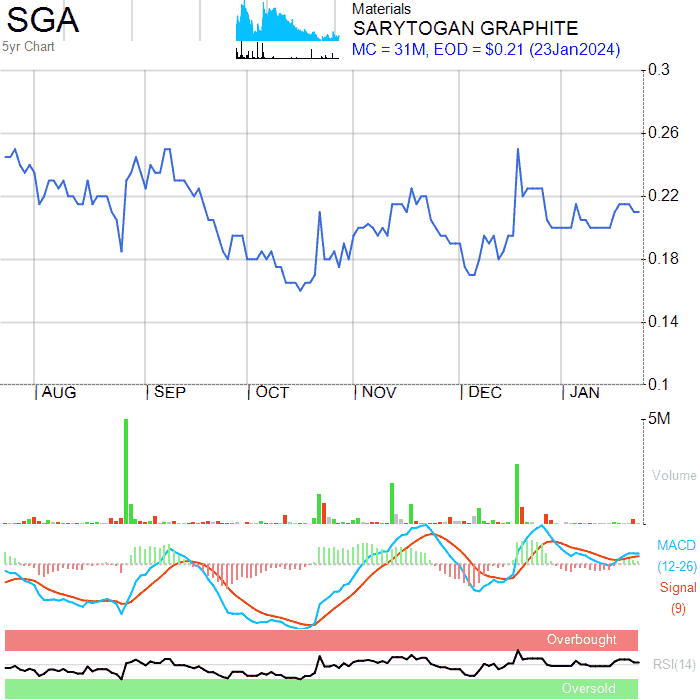 SGA
5yr Chart
Materials
SARYTOGAN GRAPHITE
MC = 31M, EOD = $0.21 (23Jan2024)
0.3
0.26
0.22
0.18
0.14
0.1
AUG SEP OCT NOV DEC JAN
5M
Volume
MACD
(12-26)
Signal
(9)
Overbought
RSI(14)
Oversold